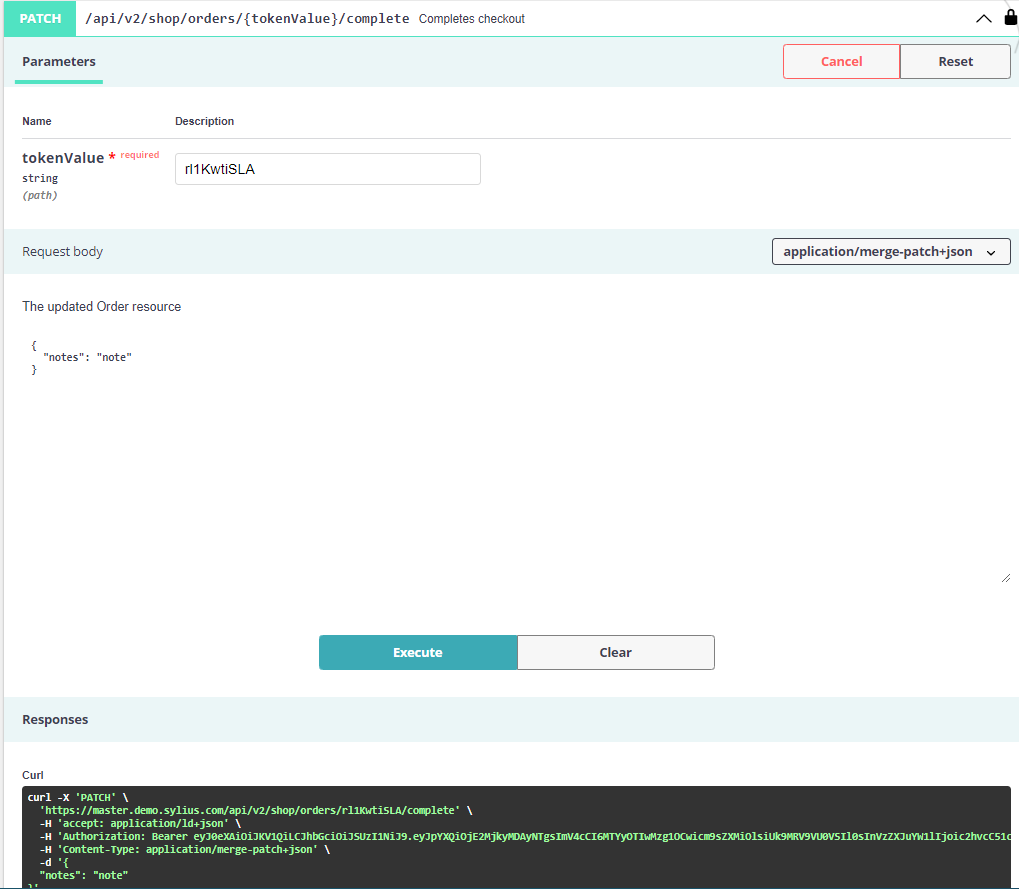 PATCH /api/v2/shop/orders/{tokenValue}/complete Completes checkout
Parameters Cancel Reset
Name Description
tokenValue * required
string
(path)
rl1KwtiSLA
Request body application/merge-patch+json
The updated Order resource
{
"notes": "note"
}
Execute Clear
Responses
Curl
curl -X 'PATCH' \
'https://master.demo.sylius.com/api/v2/shop/orders/rl1KwtiSLA/complete' \
-H 'accept: application/ld+json' \
-H 'Authorization: Bearer
-H 'Content-Type: application/merge-patch+json' \
-d '{
"notes": "note"
}'